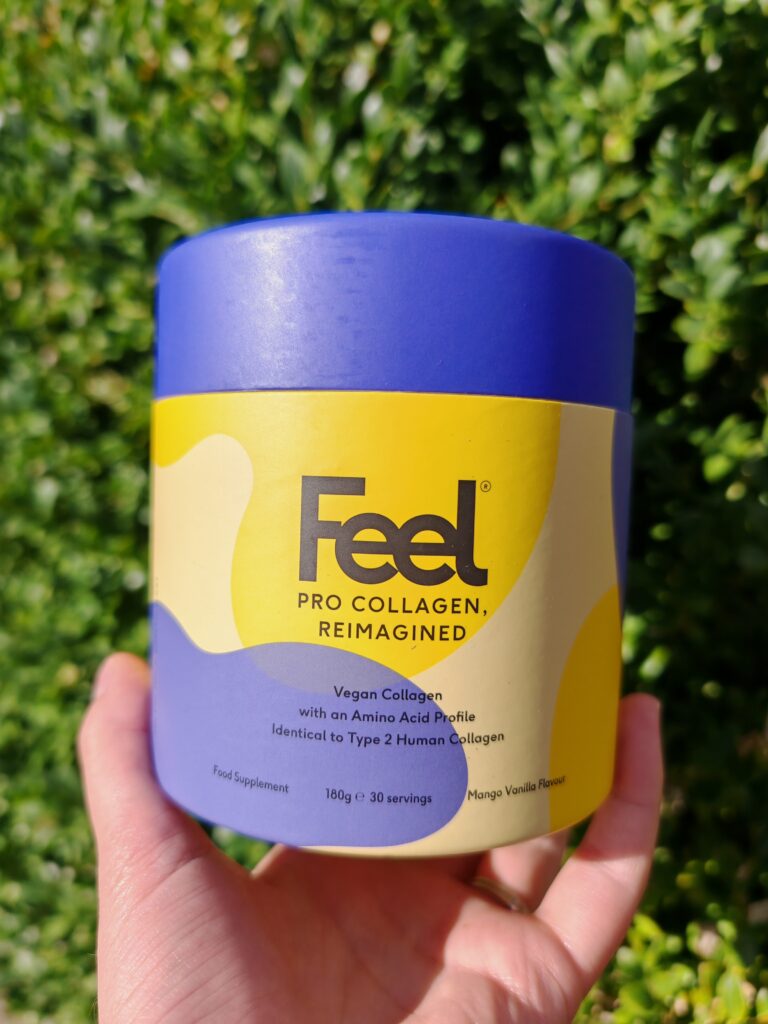 Feel®
PRO COLLAGEN,
REIMAGINED
Vegan Collagen
with an Amino Acid Profile
Identical to Type 2 Human Collagen
Food Supplement
180g ℮ 30 servings
Mango Vanilla Flavour